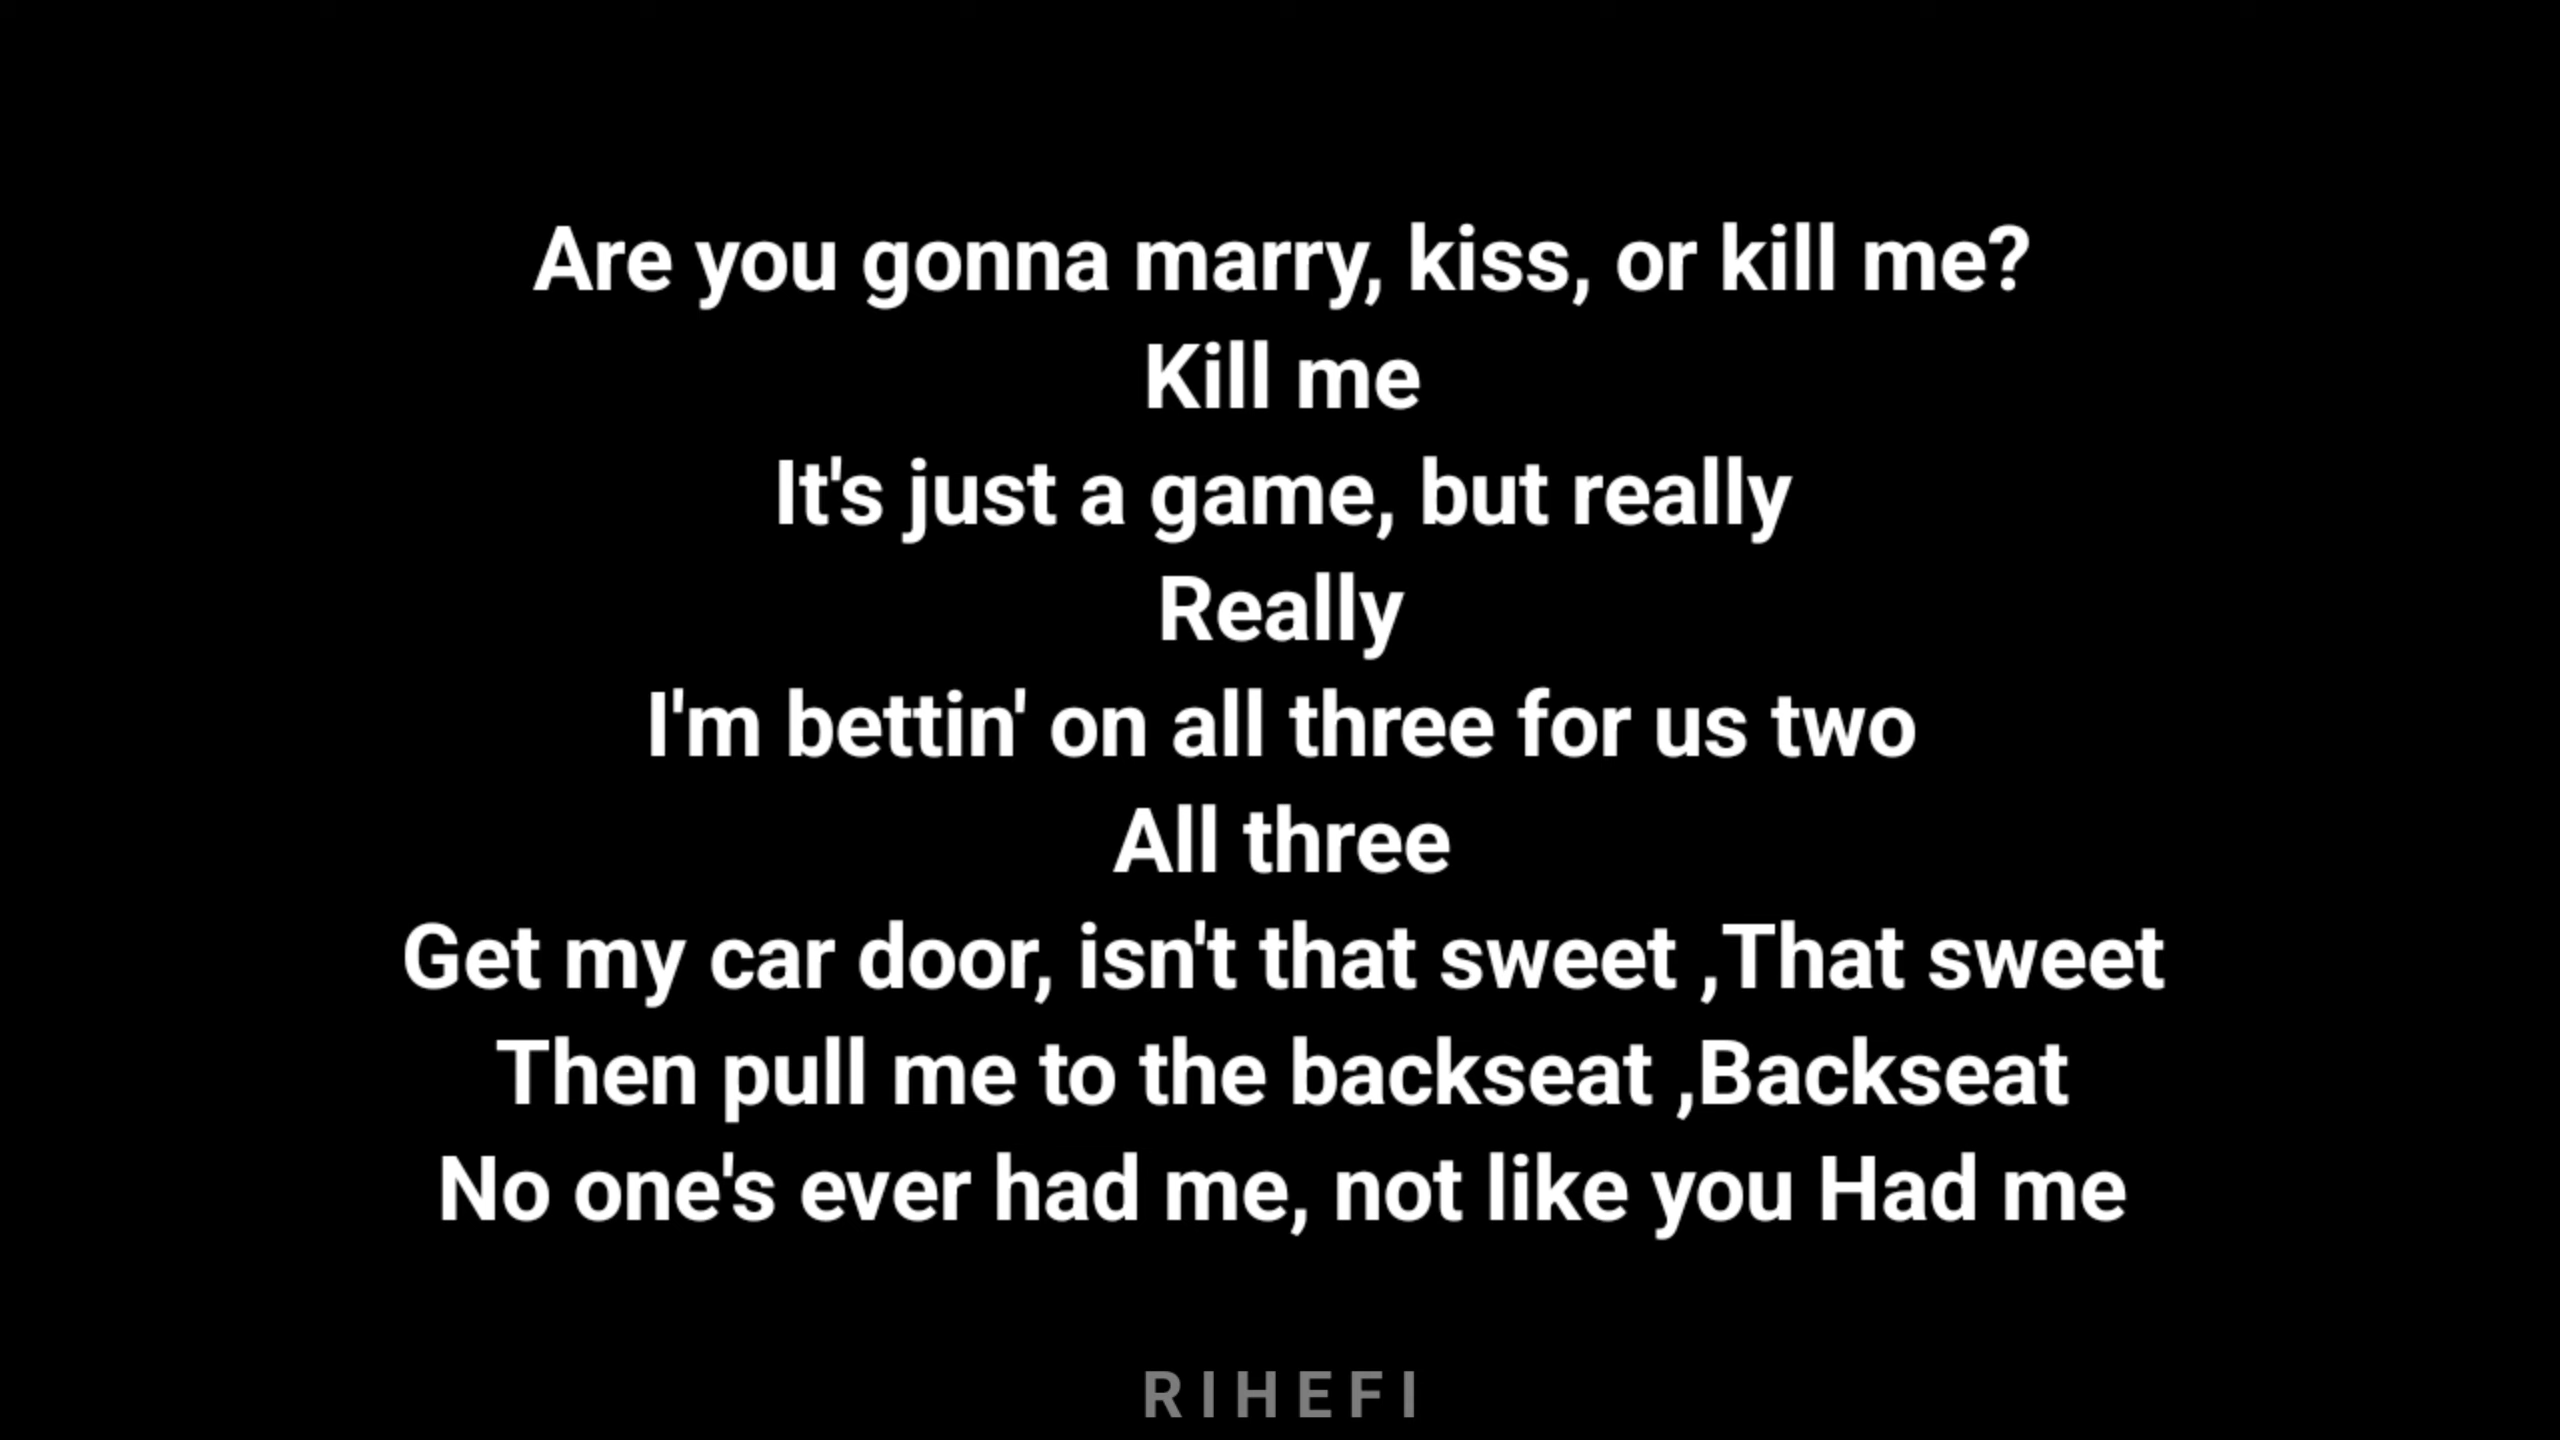 Are you gonna marry, kiss, or kill me?
Kill me
It's just a game, but really
Really
I'm bettin' on all three for us two
All three
Get my car door, isn't that sweet ,That sweet
Then pull me to the backseat ,Backseat
No one's ever had me, not like you Had me
RIHEFI